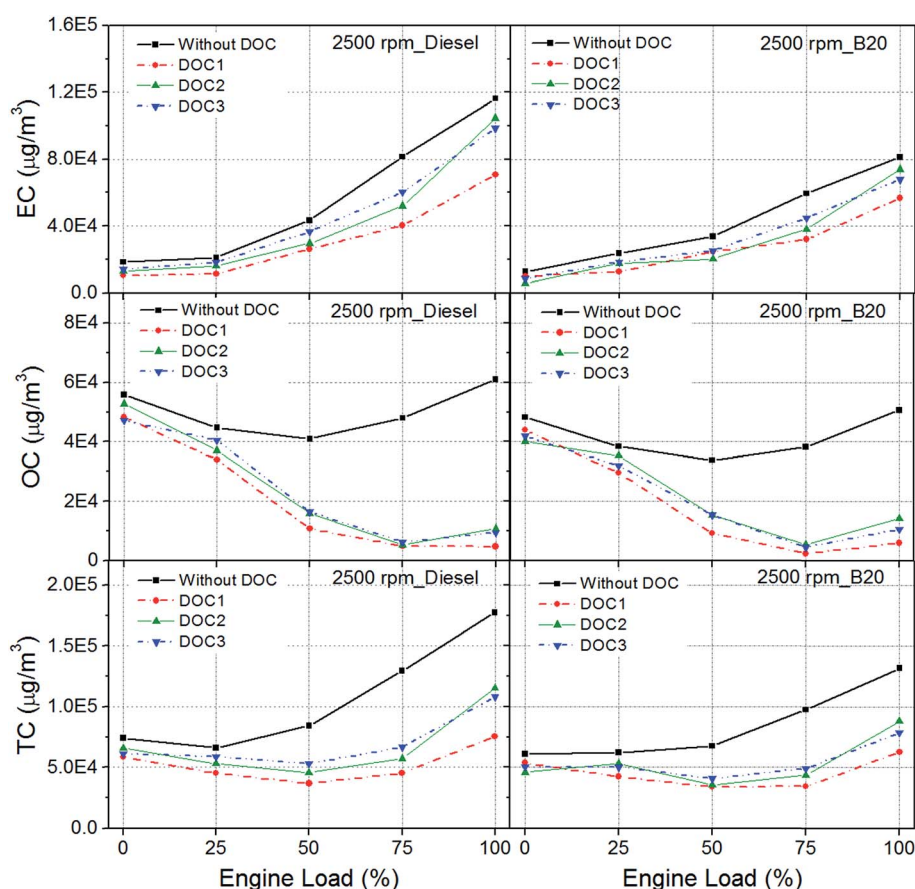 1.6E5
1.2E5
8.0E4
4.0E4
0.0
EC (μg/m³)
Without DOC
DOC1
DOC2
DOC3
2500 rpm_Diesel
Without DOC
DOC1
DOC2
DOC3
2500 rpm_B20
8E4
6E4
4E4
2E4
0
OC (μg/m³)
Without DOC
DOC1
DOC2
DOC3
2500 rpm_Diesel
Without DOC
DOC1
DOC2
DOC3
2500 rpm_B20
2.0E5
1.5E5
1.0E5
5.0E4
0.0
TC (μg/m³)
Without DOC
DOC1
DOC2
DOC3
2500 rpm_Diesel
Without DOC
DOC1
DOC2
DOC3
2500 rpm_B20
0 25 50 75 100
0 25 50 75 100
Engine Load (%)
Engine Load (%)